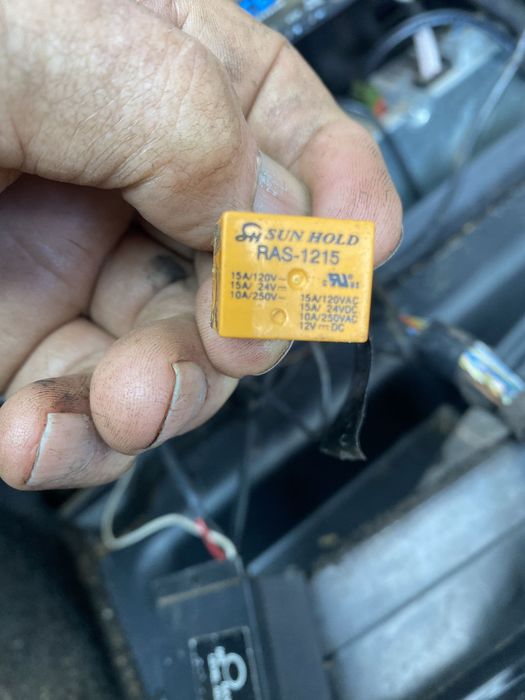 SUN HOLD
RAS-1215
15A/120V~
15A/ 24V⎓
10A/250V~
15A/120VAC
15A/ 24VDC
10A/250VAC
12V⎓DC